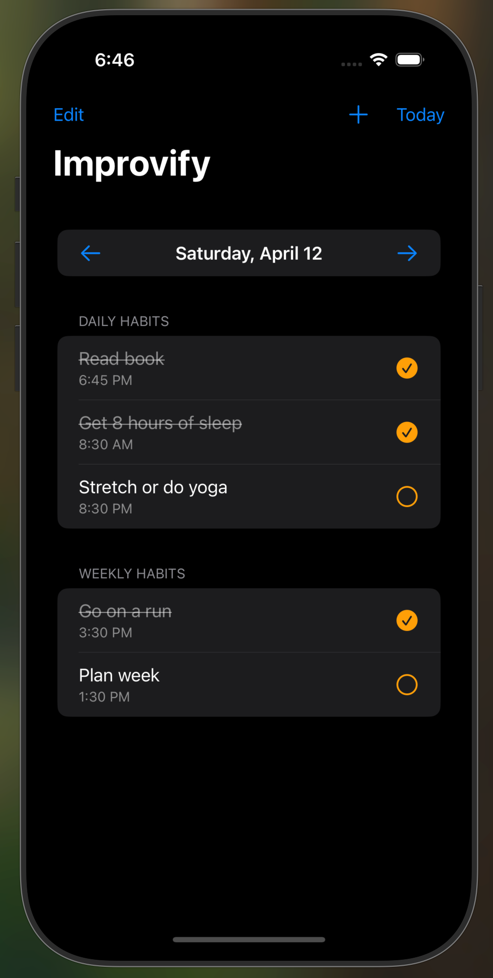 6:46
Edit
Today
Improvify
Saturday, April 12
DAILY HABITS
Read book
6:45 PM
Get 8 hours of sleep
8:30 AM
Stretch or do yoga
8:30 PM
WEEKLY HABITS
Go on a run
3:30 PM
Plan week
1:30 PM